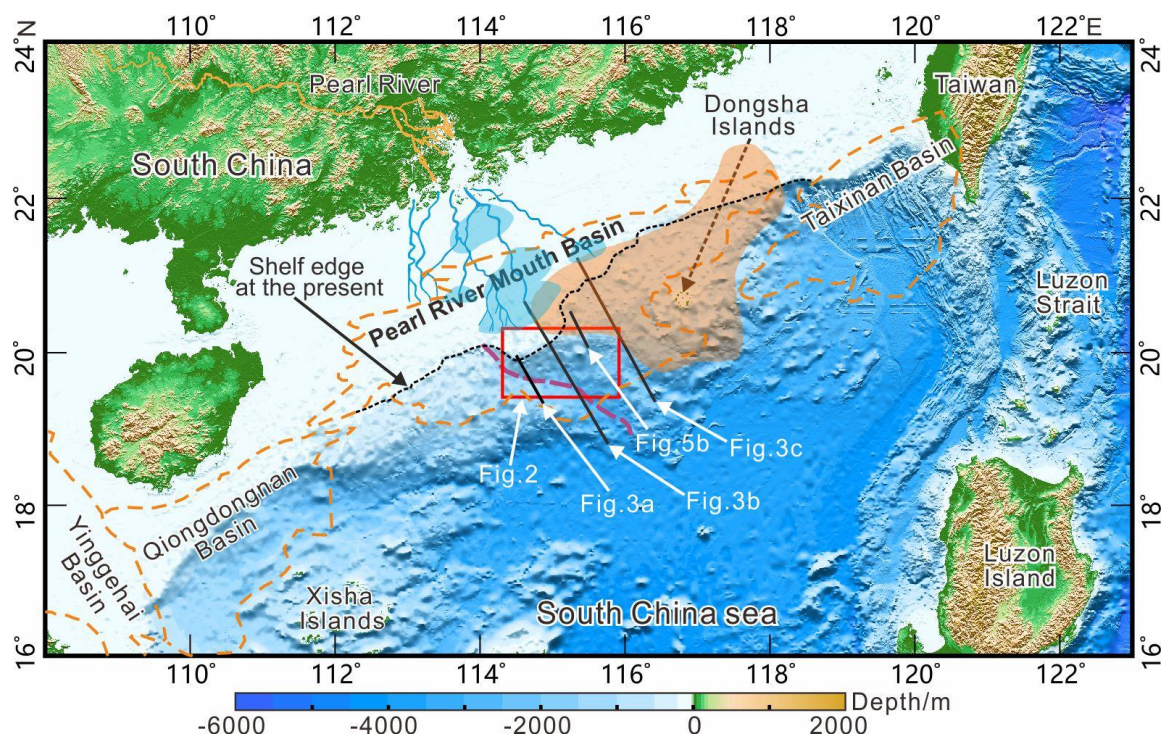 110° 112° 114° 116° 118° 120° 122°E
24°N
22°
20°
18°
16°
24°
22°
20°
18°
16°
Pearl River
Taiwan
Dongsha
Islands
South China
Taixinan Basin
Pearl River Mouth Basin
Shelf edge
at the present
Luzon
Strait
Fig.5b
Fig.3c
Fig.2
Fig.3a
Fig.3b
Qiongdongnan
Basin
Yinggehai
Basin
Xisha
Islands
South China sea
Luzon
Island
110° 112° 114° 116° 118° 120° 122°
Depth/m
-6000 -4000 -2000 0 2000